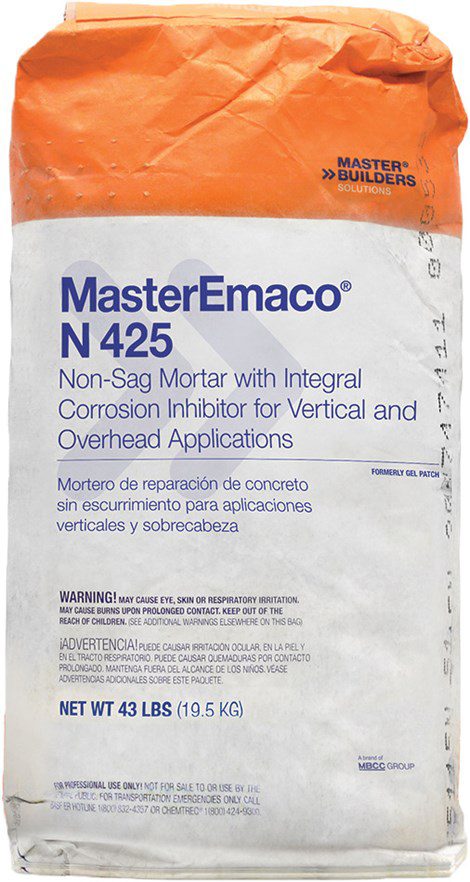 MASTER®
»BUILDERS
SOLUTIONS
MasterEmaco®
N 425
Non-Sag Mortar with Integral
Corrosion Inhibitor for Vertical and
Overhead Applications
FORMERLY GEL PATCH
Mortero de reparación de concreto
sin escurrimiento para aplicaciones
verticales y sobrecabeza
WARNING! MAY CAUSE EYE, SKIN OR RESPIRATORY IRRITATION.
MAY CAUSE BURNS UPON PROLONGED CONTACT. KEEP OUT OF THE
REACH OF CHILDREN. (SEE ADDITIONAL WARNINGS ELSEWHERE ON THIS BAG)
¡ADVERTENCIA! PUEDE CAUSAR IRRITACIÓN OCULAR, EN LA PIEL Y
EN EL TRACTO RESPIRATORIO. PUEDE CAUSAR QUEMADURAS POR CONTACTO
PROLONGADO. MANTENGA FUERA DEL ALCANCE DE LOS NIÑOS. VÉASE
ADVERTENCIAS ADICIONALES SOBRE ESTE PAQUETE.
NET WT 43 LBS (19.5 KG)
A brand of
MBCC GROUP
FOR PROFESSIONAL USE ONLY! NOT FOR SALE TO OR USE BY THE
PUBLIC. FOR TRANSPORTATION EMERGENCIES ONLY CALL
HOTLINE 1(800) 832-4357 OR CHEMTREC® 1(800) 424-9300.